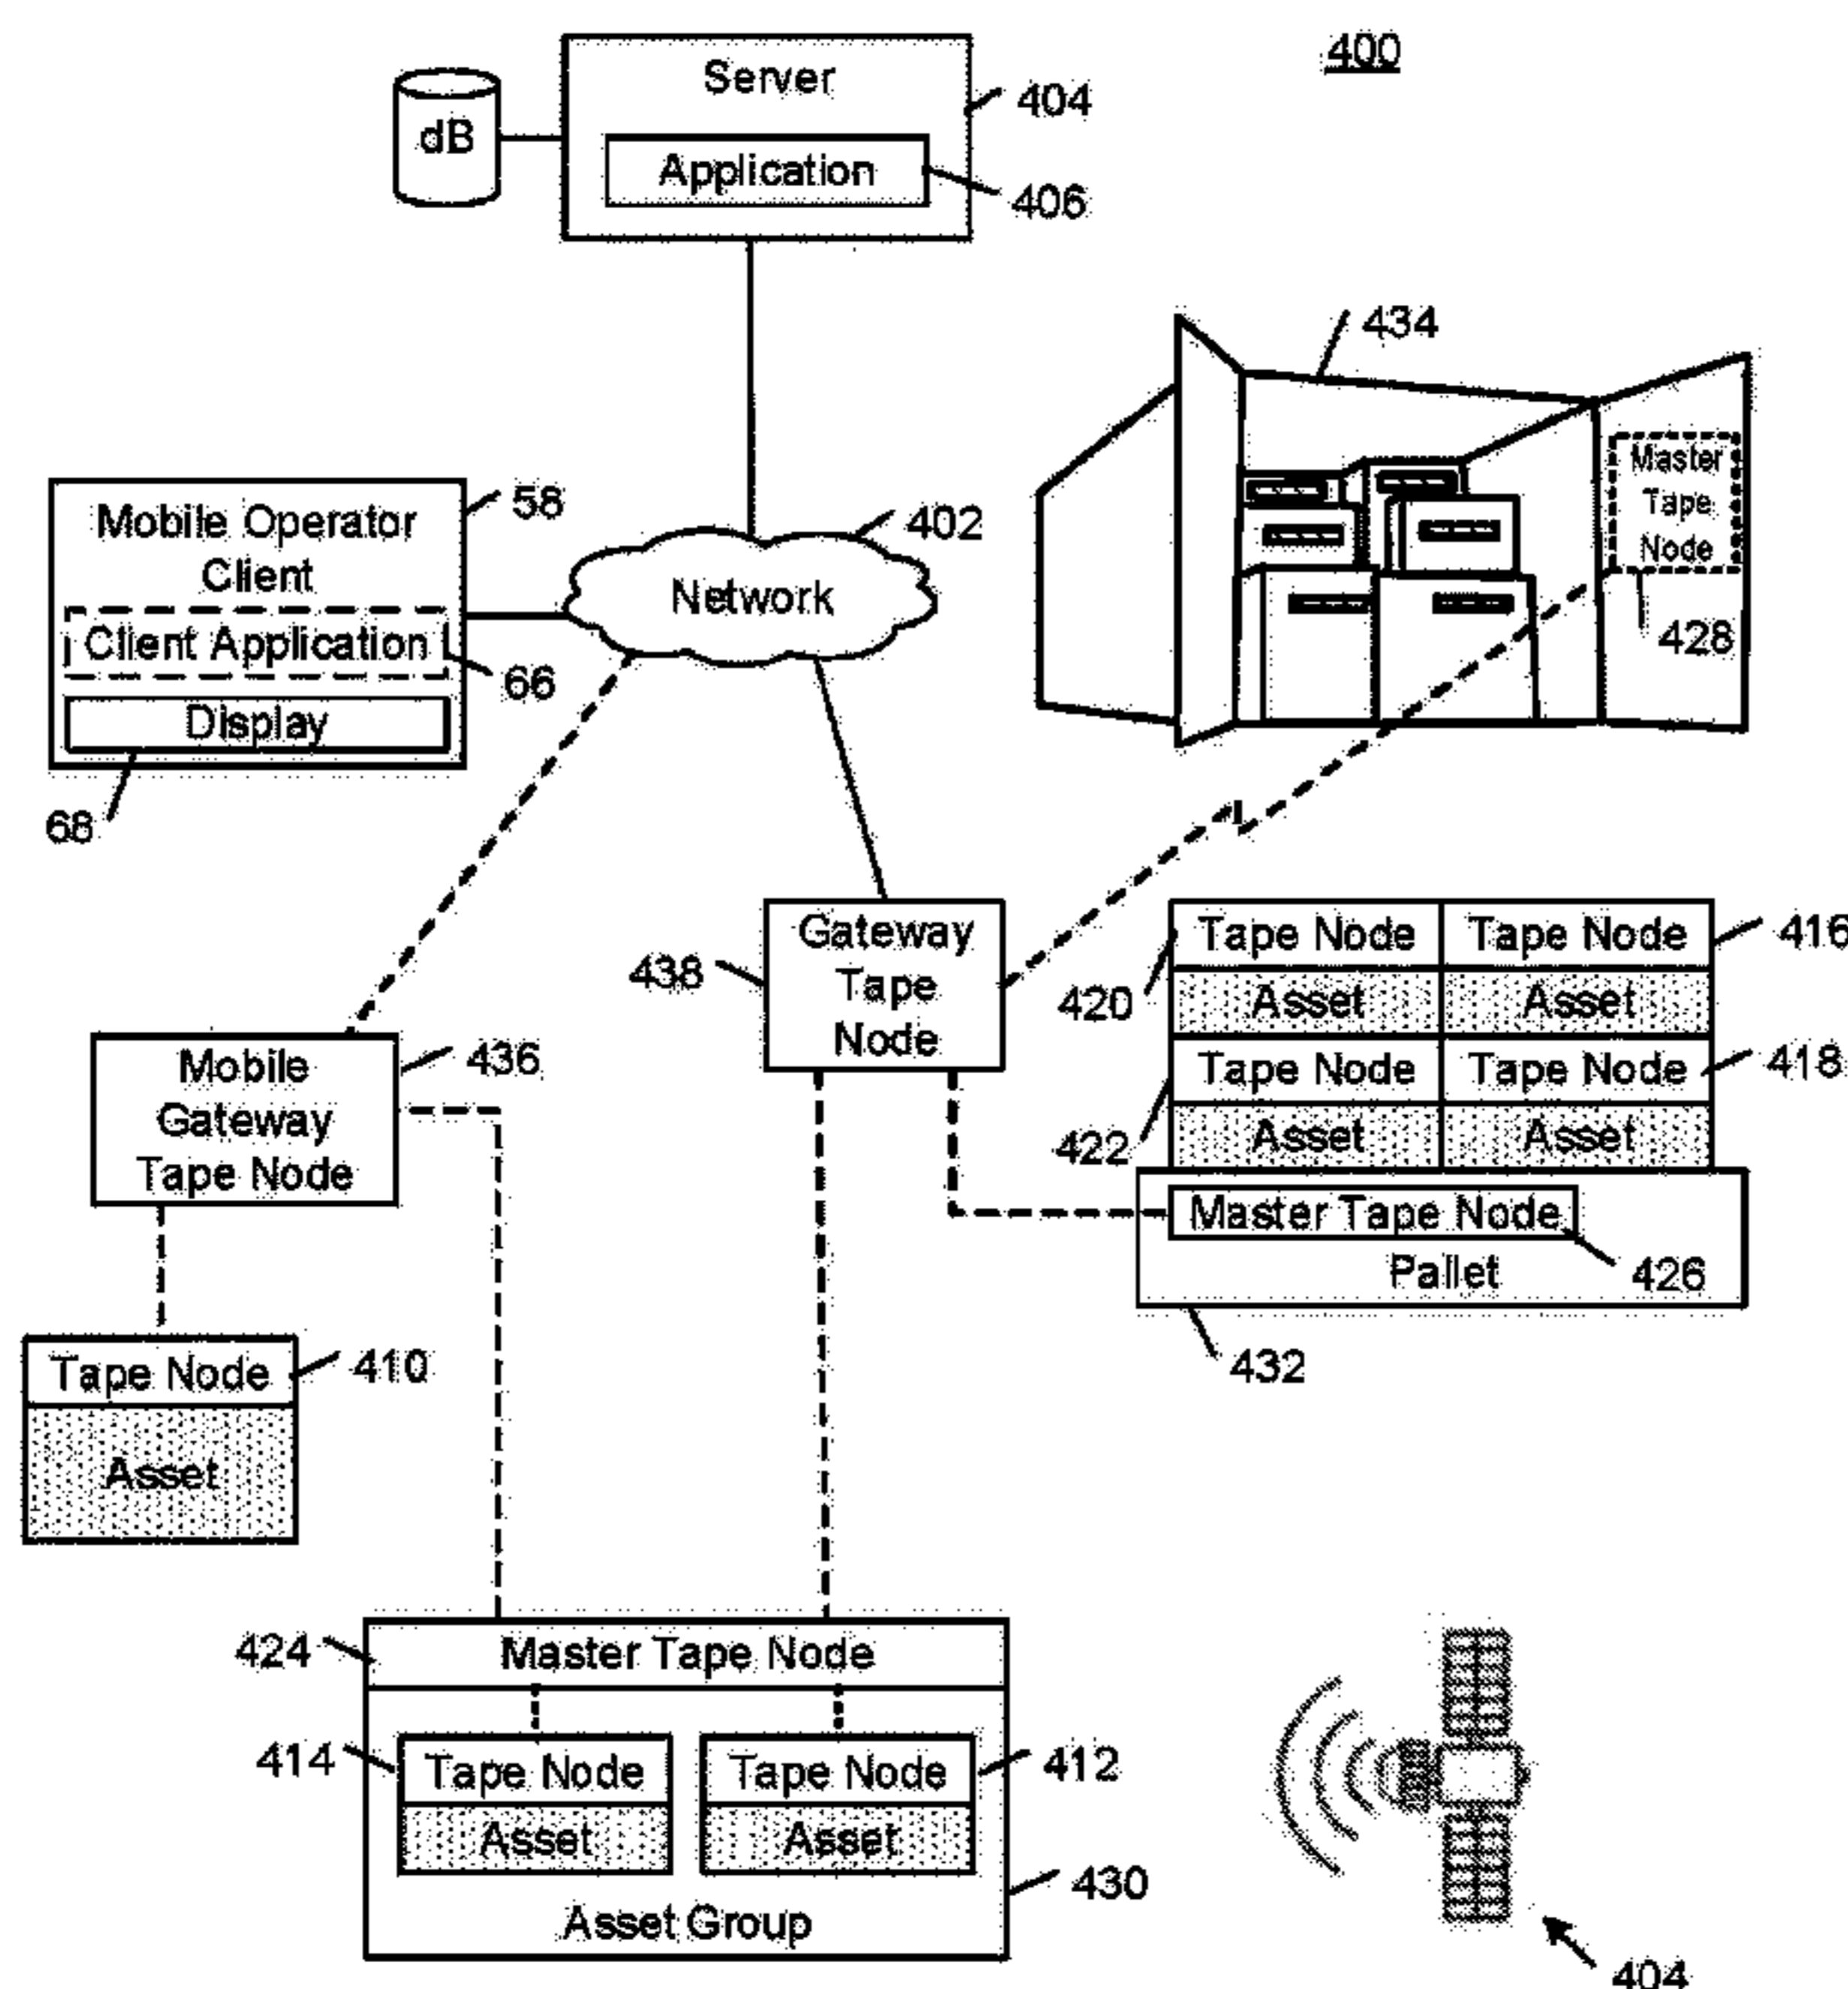 400
Server
404
dB
Application
406
434
Master
Tape
Node
428
Mobile Operator
Client
58
Client Application
66
Display
68
402
Network
Gateway
Tape
Node
438
Tape Node
Tape Node
416
420
Asset
Asset
Tape Node
Tape Node
418
422
Asset
Asset
Master Tape Node
426
Pallet
432
Mobile
Gateway
Tape Node
436
Tape Node
410
Asset
424
Master Tape Node
414
Tape Node
Tape Node
412
Asset
Asset
430
Asset Group
404